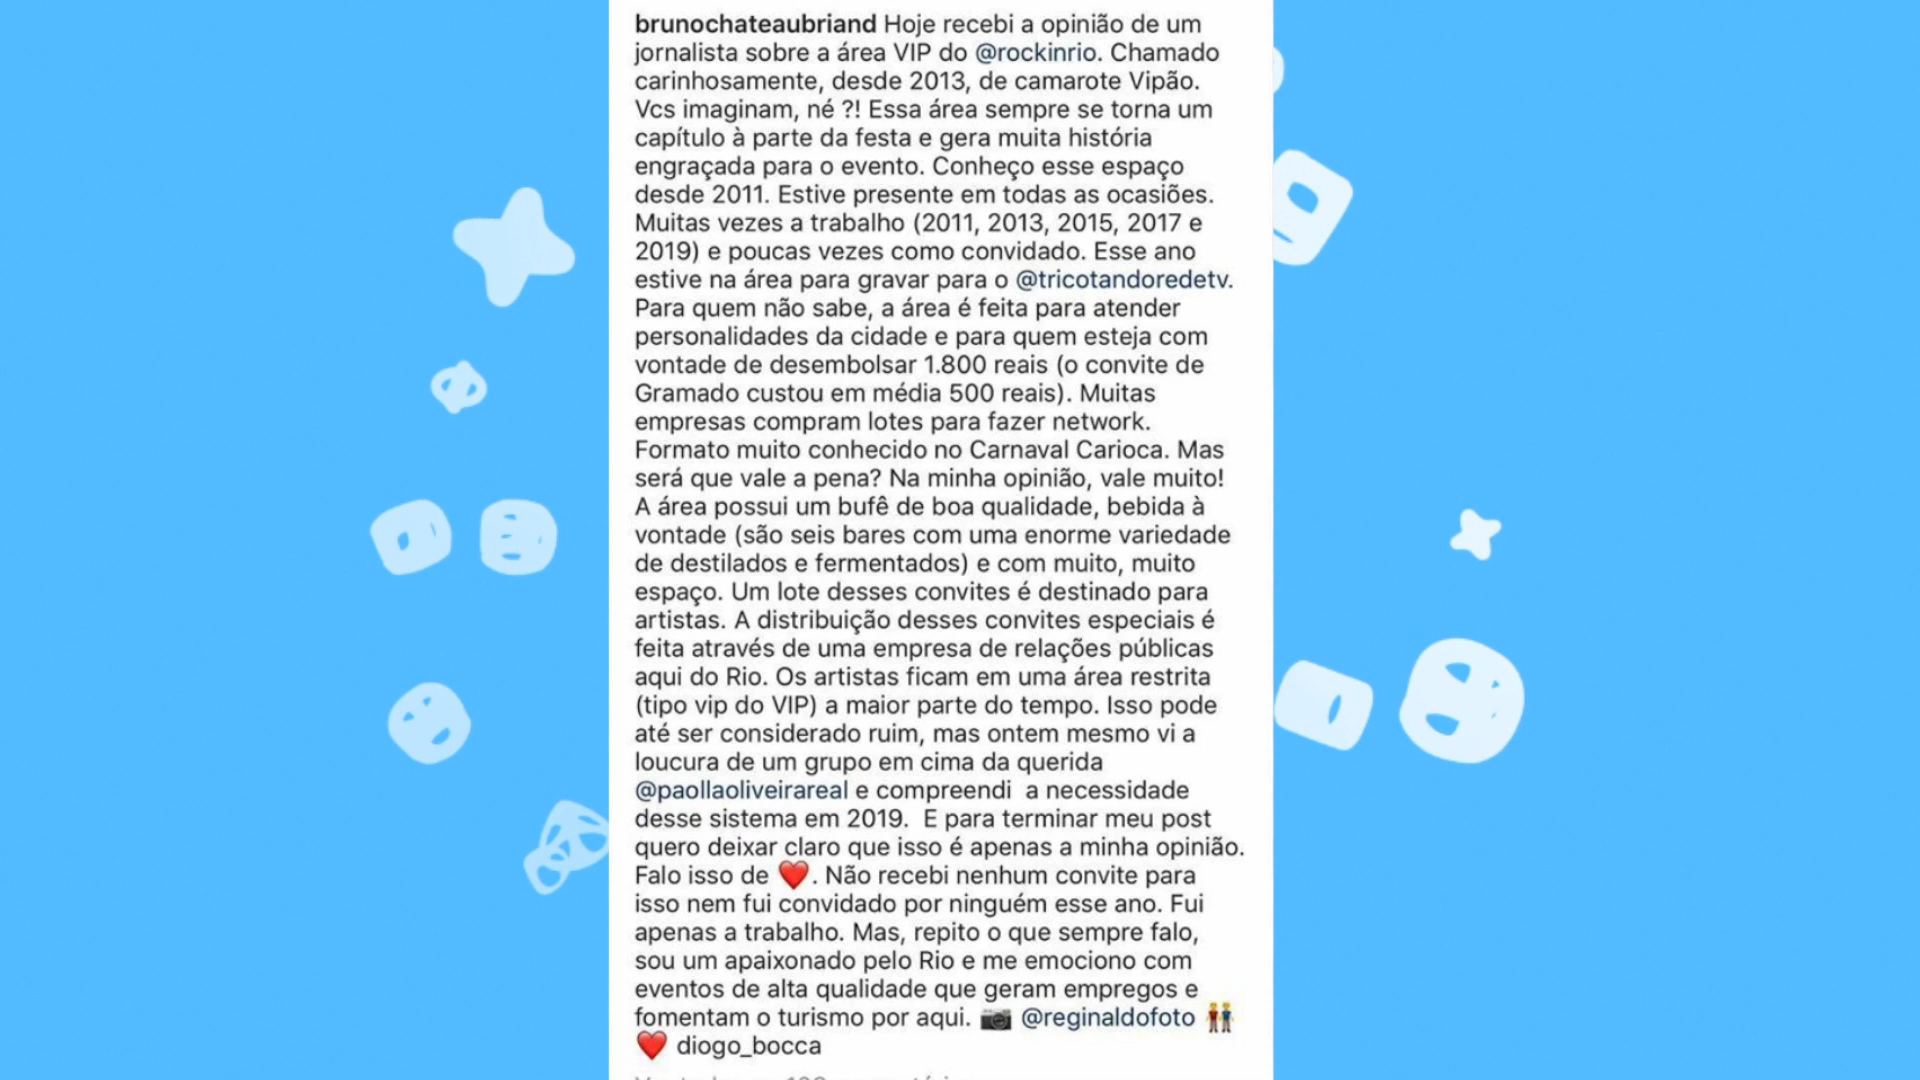 brunochateaubriand Hoje recebi a opinião de um
jornalista sobre a área VIP do @rockinrio. Chamado
carinhosamente, desde 2013, de camarote Vipão.
Vcs imaginam, né ?! Essa área sempre se torna um
capítulo à parte da festa e gera muita história
engraçada para o evento. Conheço esse espaço
desde 2011. Estive presente em todas as ocasiões.
Muitas vezes a trabalho (2011, 2013, 2015, 2017 e
2019) e poucas vezes como convidado. Esse ano
estive na área para gravar para o @tricotandoredetv.
Para quem não sabe, a área é feita para atender
personalidades da cidade e para quem esteja com
vontade de desembolsar 1.800 reais (o convite de
Gramado custou em média 500 reais). Muitas
empresas compram lotes para fazer network.
Formato muito conhecido no Carnaval Carioca. Mas
será que vale a pena? Na minha opinião, vale muito!
A área possui um bufê de boa qualidade, bebida à
vontade (são seis bares com uma enorme variedade
de destilados e fermentados) e com muito, muito
espaço. Um lote desses convites é destinado para
artistas. A distribuição desses convites especiais é
feita através de uma empresa de relações públicas
aqui do Rio. Os artistas ficam em uma área restrita
(tipo vip do VIP) a maior parte do tempo. Isso pode
até ser considerado ruim, mas ontem mesmo vi a
loucura de um grupo em cima da querida
@paollaoliveirareal e compreendi a necessidade
desse sistema em 2019. E para terminar meu post
quero deixar claro que isso é apenas a minha opinião.
Falo isso de ❤️. Não recebi nenhum convite para
isso nem fui convidado por ninguém esse ano. Fui
apenas a trabalho. Mas, repito o que sempre falo,
sou um apaixonado pelo Rio e me emociono com
eventos de alta qualidade que geram empregos e
fomentam o turismo por aqui. 📷 @reginaldofoto 👬
❤️ diogo_bocca